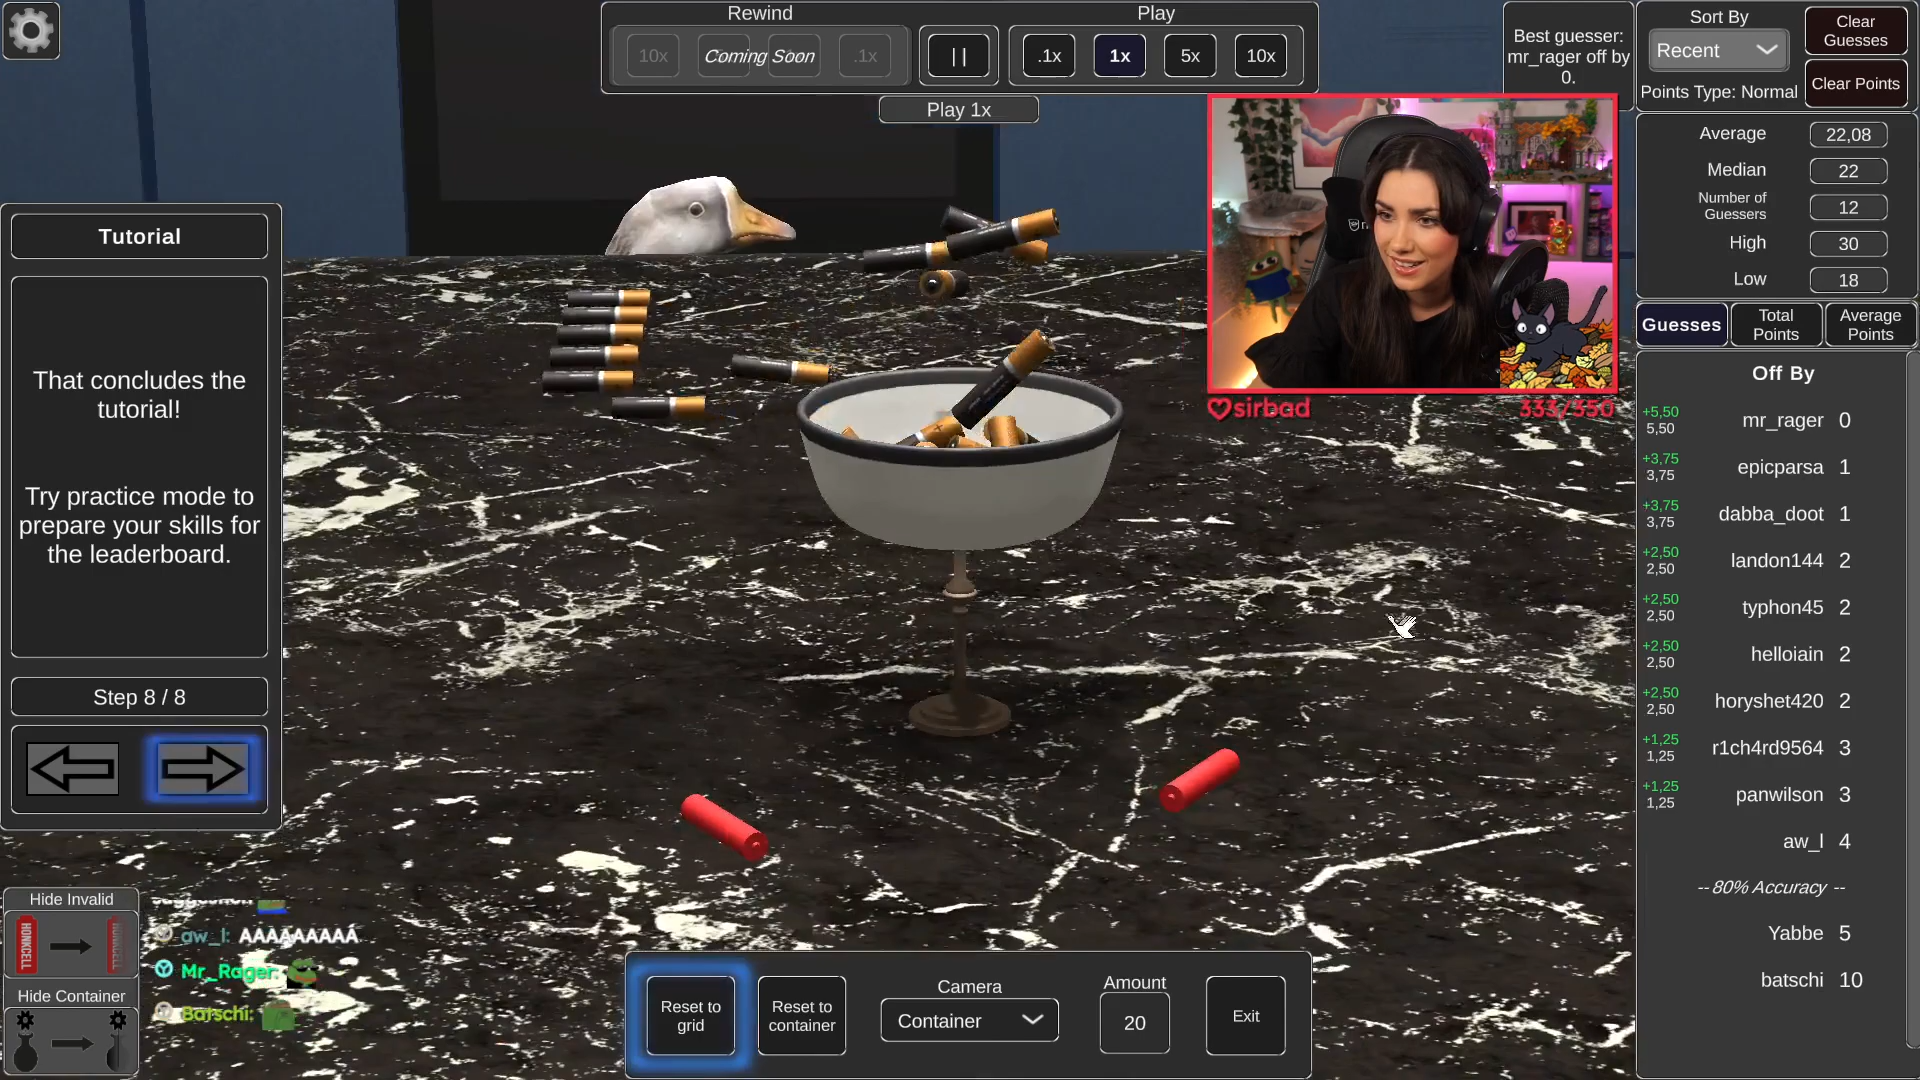 Rewind
10x
Coming Soon
.1x
Play
.1x
1x
5x
10x
Play 1x
Best guesser:
mr_rager off by
0.
Sort By
Recent
Points Type: Normal
Clear
Guesses
Clear Points
Average
22,08
Median
22
Number of
Guessers
12
High
30
Low
18
Guesses
Total
Points
Average
Points
Off By
+5,50
5,50
mr_rager 0
+3,75
3,75
epicparsa 1
+3,75
3,75
dabba_doot 1
+2,50
2,50
landon144 2
+2,50
2,50
typhon45 2
+2,50
2,50
helloiain 2
+2,50
2,50
horyshet420 2
+1,25
1,25
r1ch4rd9564 3
+1,25
1,25
panwilson 3
aw_l 4
-- 80% Accuracy --
Yabbe 5
batschi 10
sirbad
333/350
Tutorial
That concludes the
tutorial!
Try practice mode to
prepare your skills for
the leaderboard.
Step 8 / 8
Hide Invalid
HONKCELL
HONKCELL
Hide Container
aw_l: AAAAAAAAA
Mr_Rager:
Batschi:
Reset to
grid
Reset to
container
Camera
Container
Amount
20
Exit